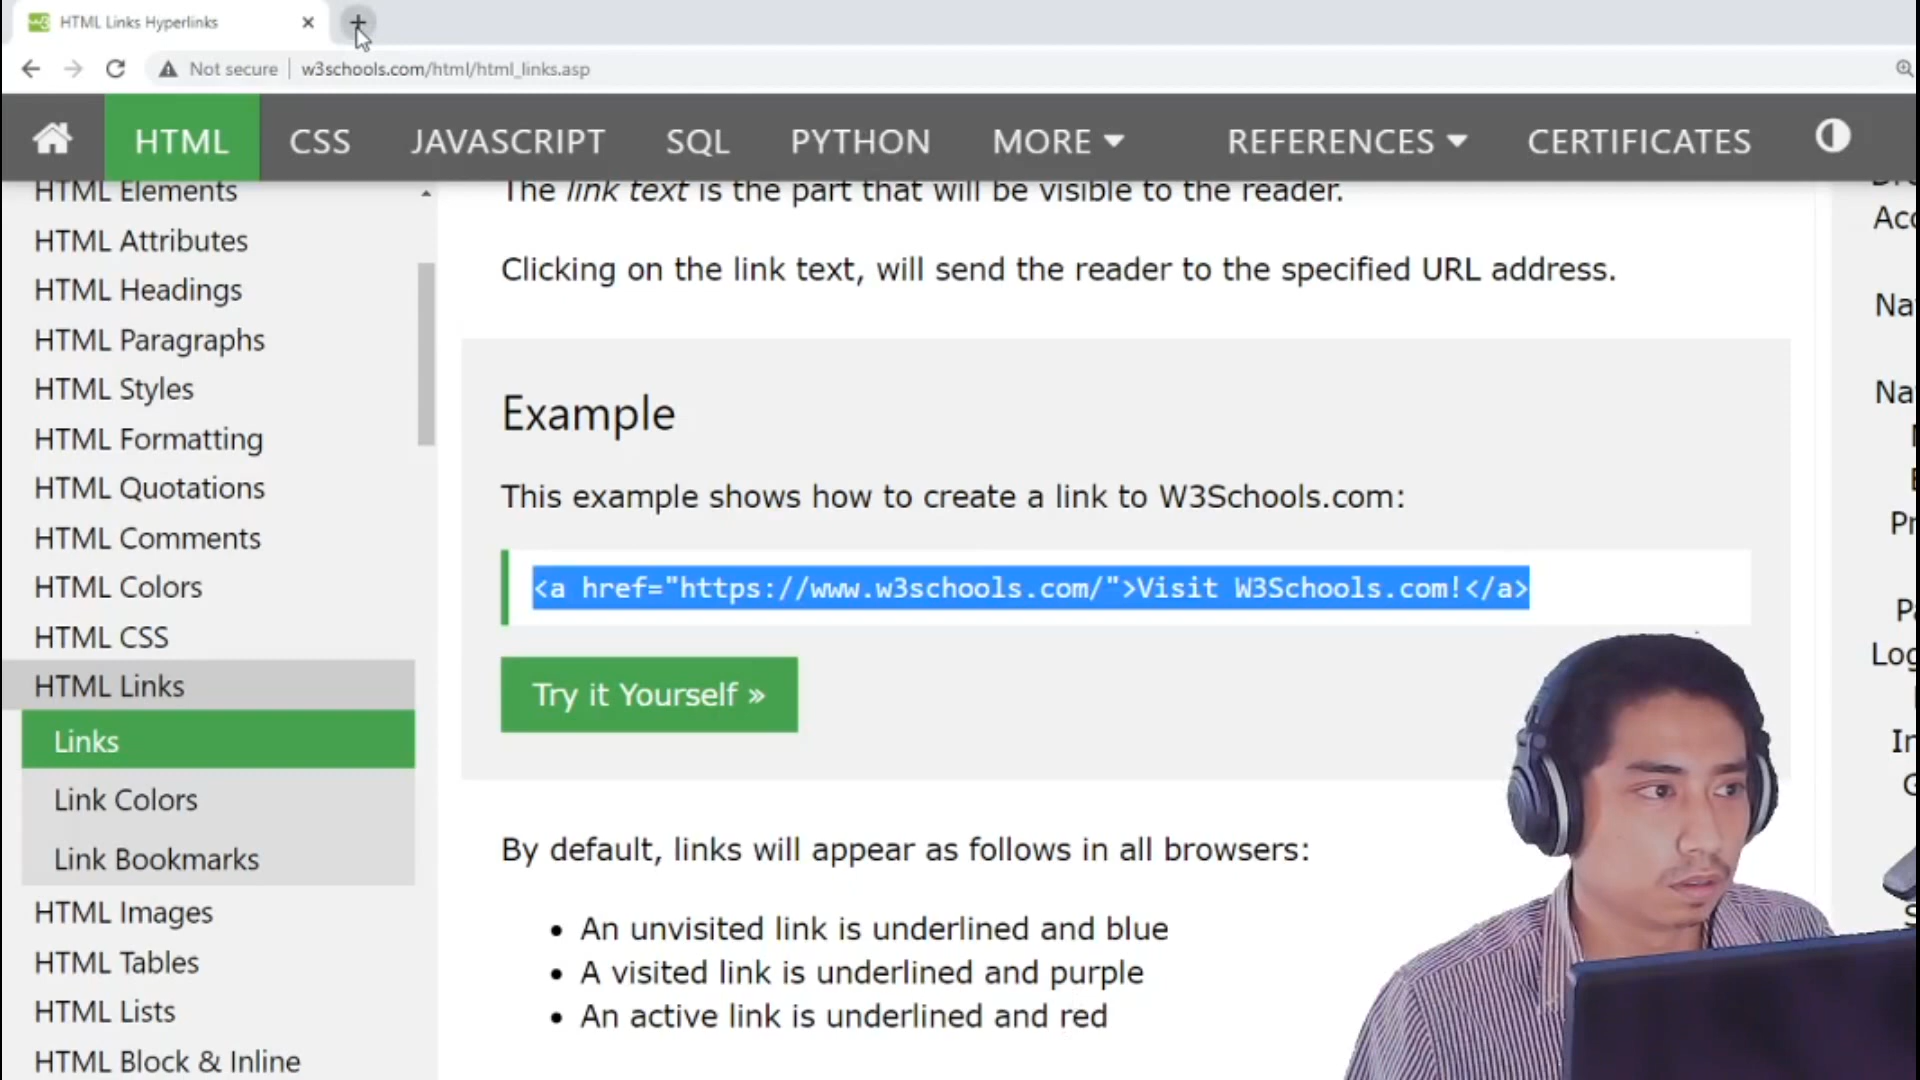 HTML Links Hyperlinks
Not secure
w3schools.com/html/html_links.asp
HTML
CSS
JAVASCRIPT
SQL
PYTHON
MORE
REFERENCES
CERTIFICATES
HTML Elements
HTML Attributes
HTML Headings
HTML Paragraphs
HTML Styles
HTML Formatting
HTML Quotations
HTML Comments
HTML Colors
HTML CSS
HTML Links
Links
Link Colors
Link Bookmarks
HTML Images
HTML Tables
HTML Lists
HTML Block & Inline
The link text is the part that will be visible to the reader.
Clicking on the link text, will send the reader to the specified URL address.
Example
This example shows how to create a link to W3Schools.com:
<a href="https://www.w3schools.com/">Visit W3Schools.com!</a>
Try it Yourself »
By default, links will appear as follows in all browsers:
• An unvisited link is underlined and blue
• A visited link is underlined and purple
• An active link is underlined and red